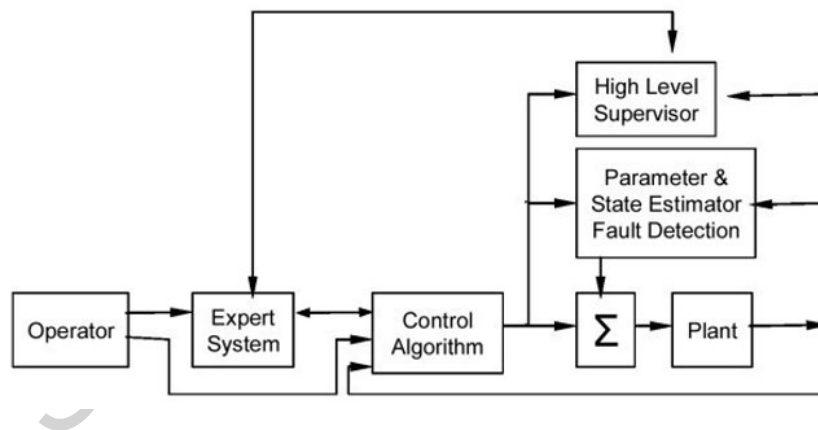 High Level
Supervisor
Parameter &
State Estimator
Fault Detection
Operator
Expert
System
Control
Algorithm
Σ
Plant